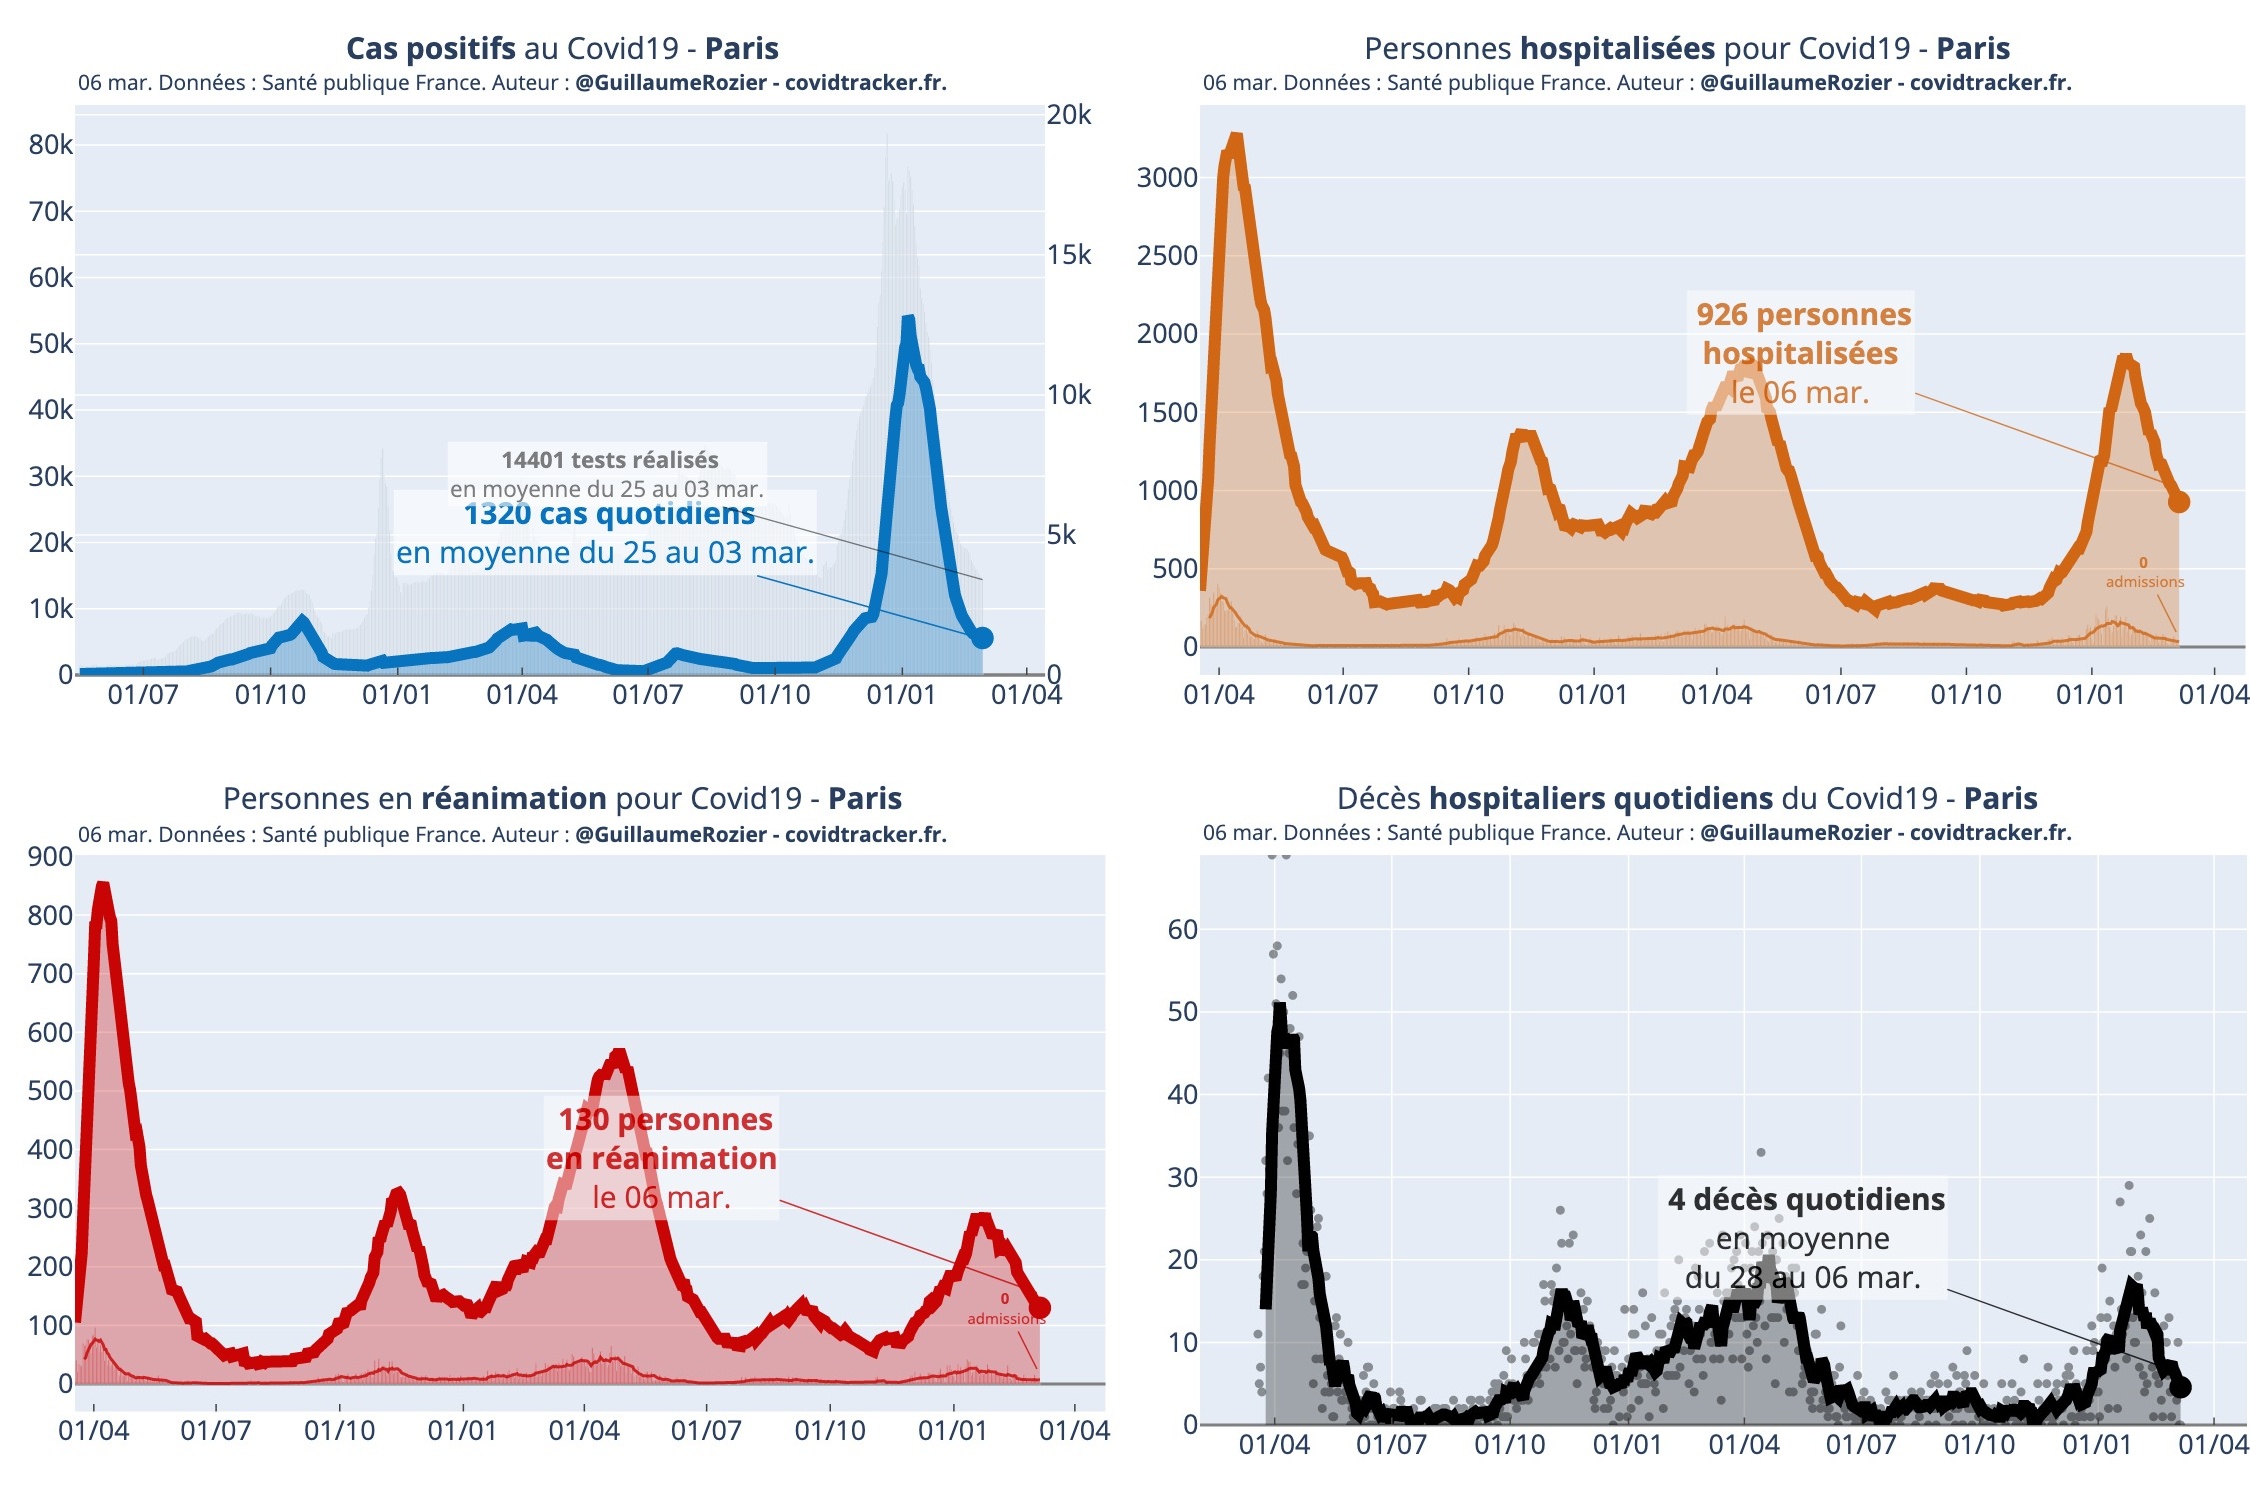 Cas positifs au Covid19 - Paris
06 mar. Données : Santé publique France. Auteur : @GuillaumeRozier - covidtracker.fr.
80k
70k
60k
50k
40k
30k
20k
10k
0
20k
15k
10k
5k
0
14401 tests réalisés
en moyenne du 25 au 03 mar.
1320 cas quotidiens
en moyenne du 25 au 03 mar.
01/07 01/10 01/01 01/04 01/07 01/10 01/01 01/04
Personnes hospitalisées pour Covid19 - Paris
06 mar. Données : Santé publique France. Auteur : @GuillaumeRozier - covidtracker.fr.
3000
2500
2000
1500
1000
500
0
926 personnes
hospitalisées
le 06 mar.
0
admissions
01/04 01/07 01/10 01/01 01/04 01/07 01/10 01/01 01/04
Personnes en réanimation pour Covid19 - Paris
06 mar. Données : Santé publique France. Auteur : @GuillaumeRozier - covidtracker.fr.
900
800
700
600
500
400
300
200
100
0
130 personnes
en réanimation
le 06 mar.
0
admissions
01/04 01/07 01/10 01/01 01/04 01/07 01/10 01/01 01/04
Décès hospitaliers quotidiens du Covid19 - Paris
06 mar. Données : Santé publique France. Auteur : @GuillaumeRozier - covidtracker.fr.
60
50
40
30
20
10
0
4 décès quotidiens
en moyenne
du 28 au 06 mar.
01/04 01/07 01/10 01/01 01/04 01/07 01/10 01/01 01/04